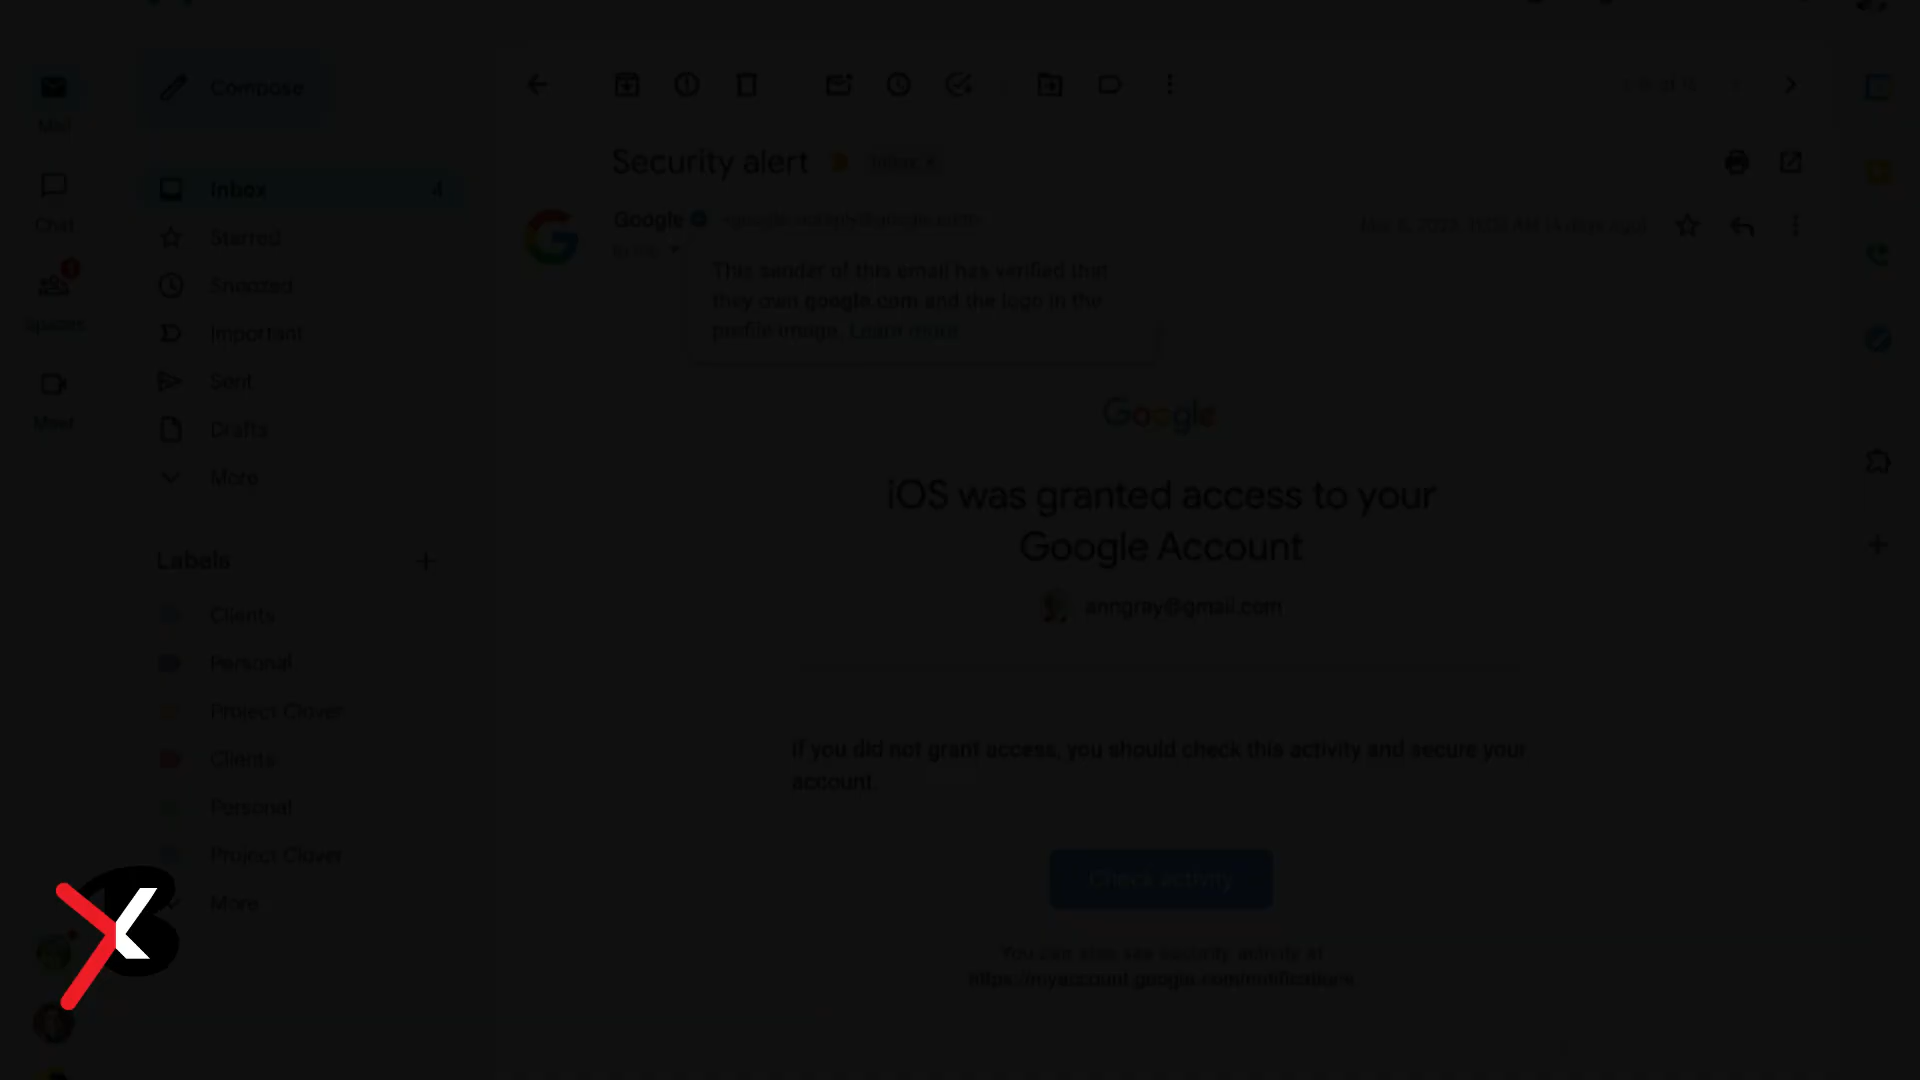 Compose
Mail
Security alert
Inbox
4
Google
Chat
Starred
This sender of this email has verified that
they own google.com and the logo in the
profile image. Learn more
Snoozed
Spaces
Important
Sent
Google
Meet
Drafts
More
iOS was granted access to your
Google Account
Labels
anngray@gmail.com
Clients
Personal
Project Clover
If you did not grant access, you should check this activity and secure your
account.
Clients
Personal
Project Clover
Check activity
More
You can also see security activity at
https://myaccount.google.com/notifications